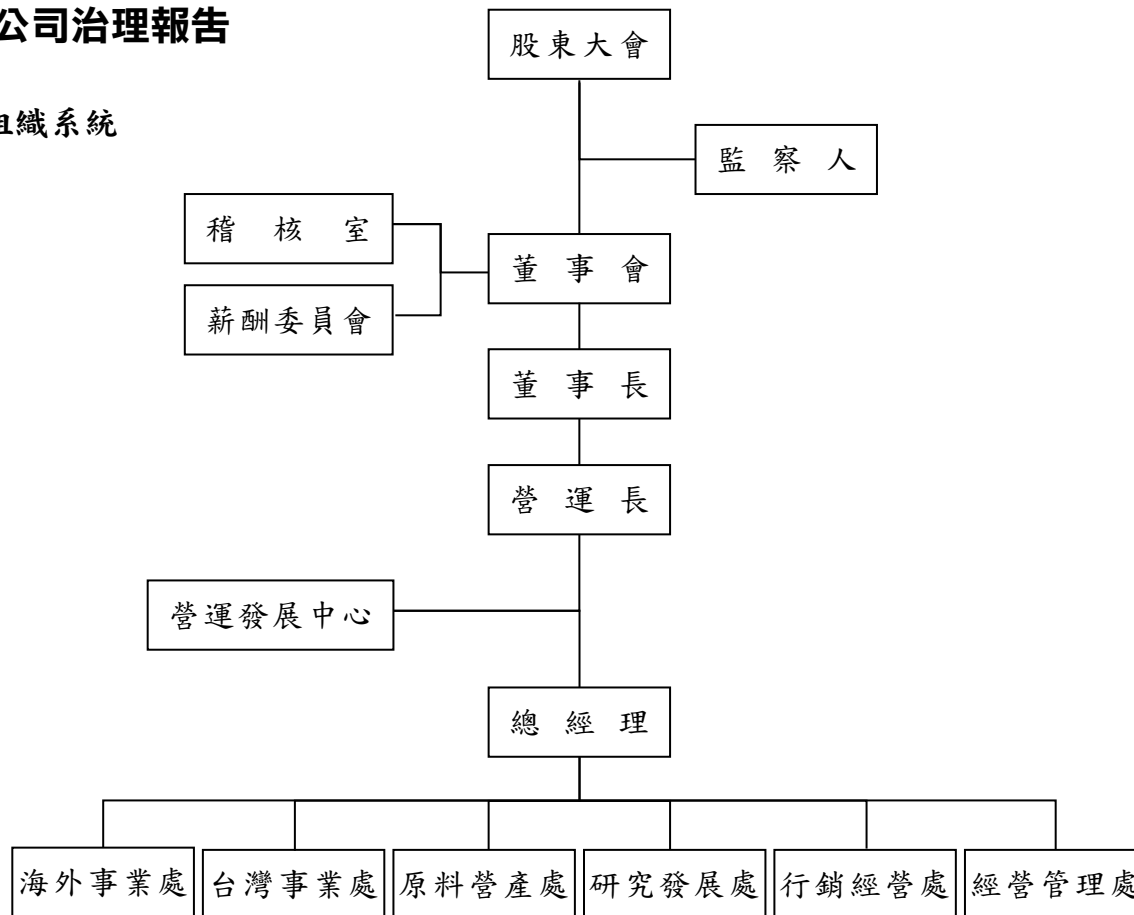 公司治理報告
組織系統
股東大會
監察人
稽核室
董事會
薪酬委員會
董事長
營運長
營運發展中心
總經理
海外事業處 台灣事業處 原料營產處 研究發展處 行銷經營處 經營管理處